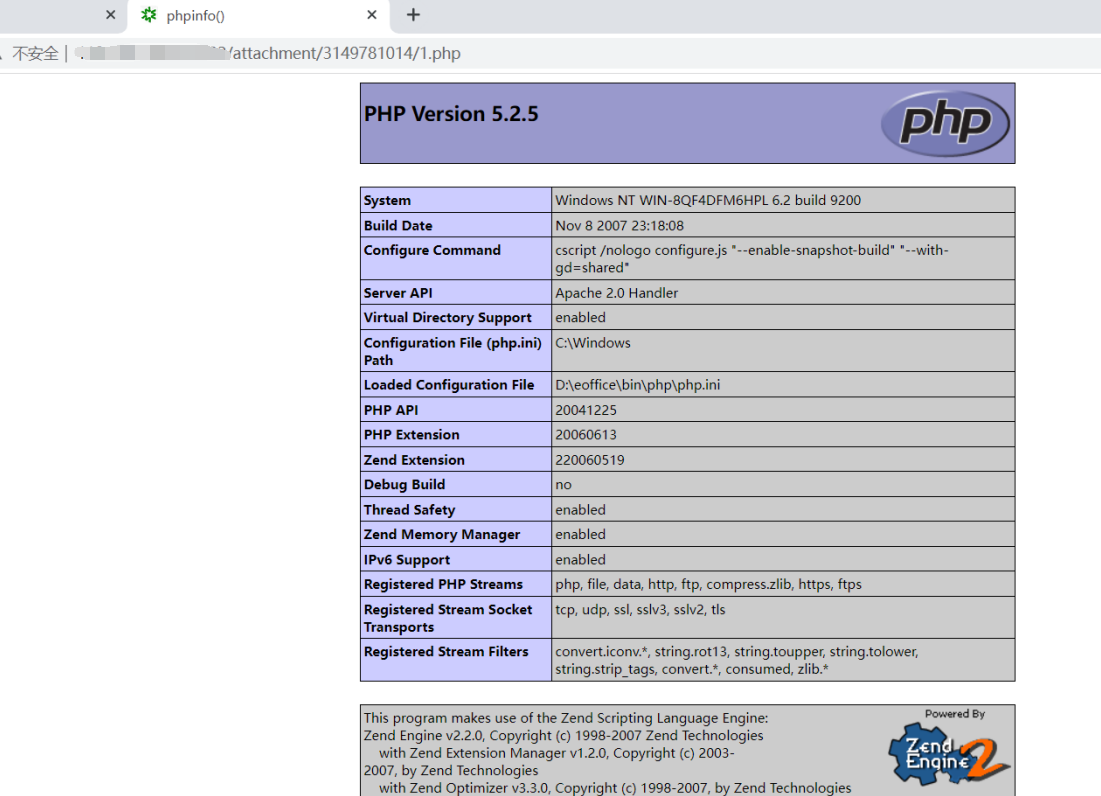 phpinfo()
不安全 | /attachment/3149781014/1.php
PHP Version 5.2.5
php
System Windows NT WIN-8QF4DFM6HPL 6.2 build 9200
Build Date Nov 8 2007 23:18:08
Configure Command cscript /nologo configure.js "--enable-snapshot-build" "--with-
gd=shared"
Server API Apache 2.0 Handler
Virtual Directory Support enabled
Configuration File (php.ini) C:\Windows
Path
Loaded Configuration File D:\eoffice\bin\php\php.ini
PHP API 20041225
PHP Extension 20060613
Zend Extension 220060519
Debug Build no
Thread Safety enabled
Zend Memory Manager enabled
IPv6 Support enabled
Registered PHP Streams php, file, data, http, ftp, compress.zlib, https, ftps
Registered Stream Socket tcp, udp, ssl, sslv3, sslv2, tls
Transports
Registered Stream Filters convert.iconv.*, string.rot13, string.toupper, string.tolower,
string.strip_tags, convert.*, consumed, zlib.*
This program makes use of the Zend Scripting Language Engine:
Zend Engine v2.2.0, Copyright (c) 1998-2007 Zend Technologies
with Zend Extension Manager v1.2.0, Copyright (c) 2003-
2007, by Zend Technologies
with Zend Optimizer v3.3.0, Copyright (c) 1998-2007, by Zend Technologies
Powered By
Zend
Engine 2